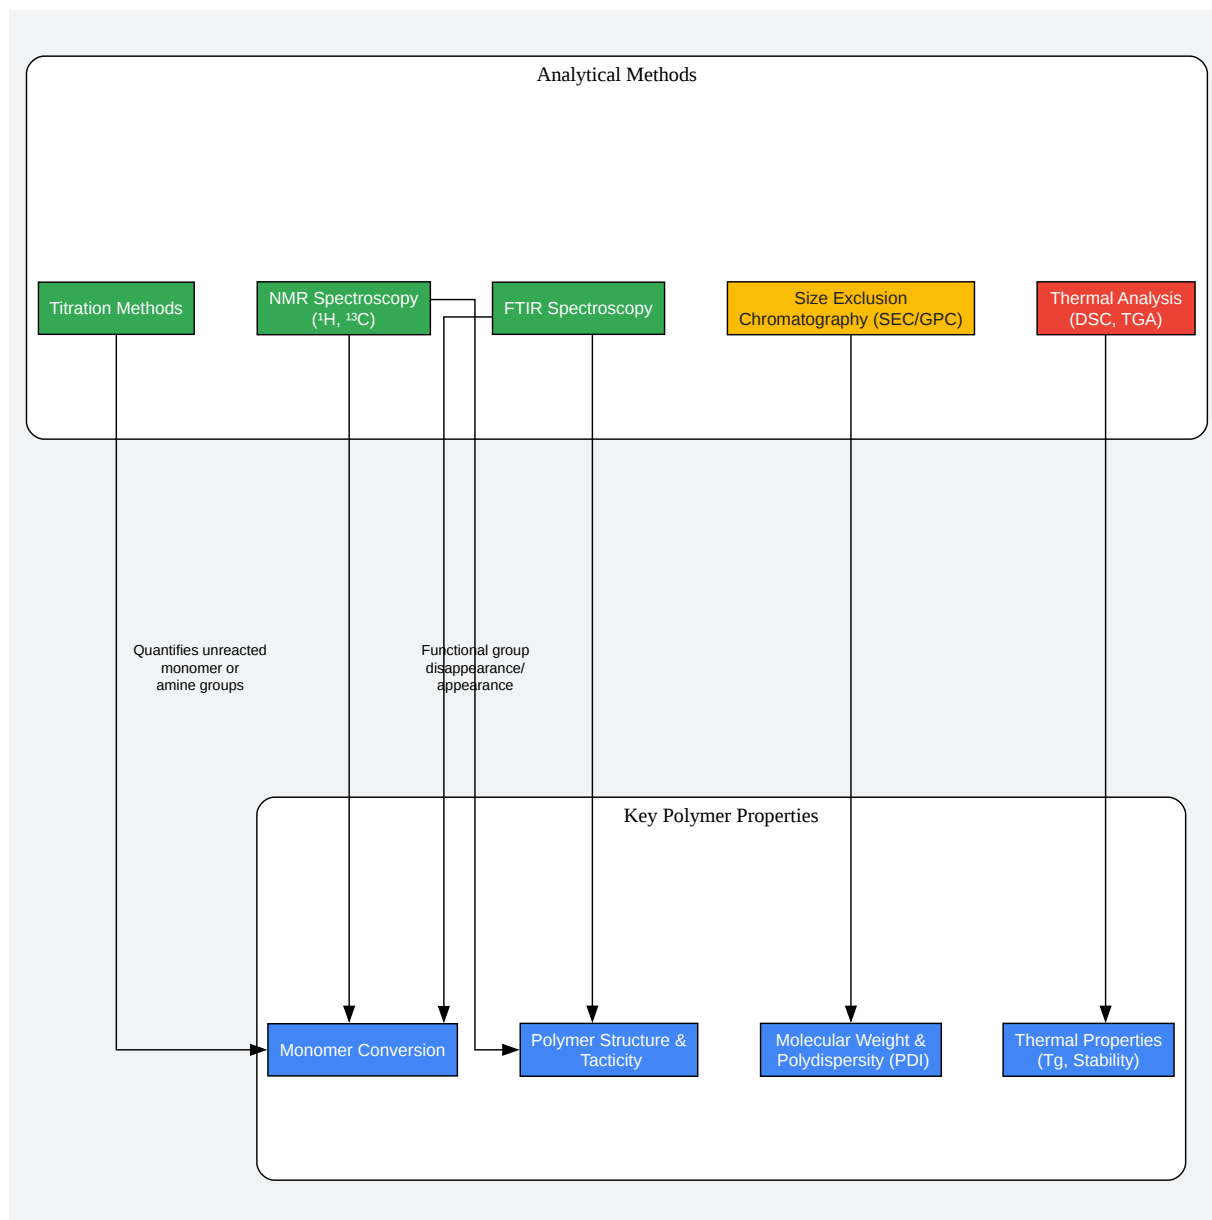 Analytical Methods
Titration Methods
NMR Spectroscopy
(¹H, ¹³C)
FTIR Spectroscopy
Size Exclusion
Chromatography (SEC/GPC)
Thermal Analysis
(DSC, TGA)
Quantifies unreacted
monomer or
amine groups
Functional group
disappearance/
appearance
Key Polymer Properties
Monomer Conversion
Polymer Structure &
Tacticity
Molecular Weight &
Polydispersity (PDI)
Thermal Properties
(Tg, Stability)